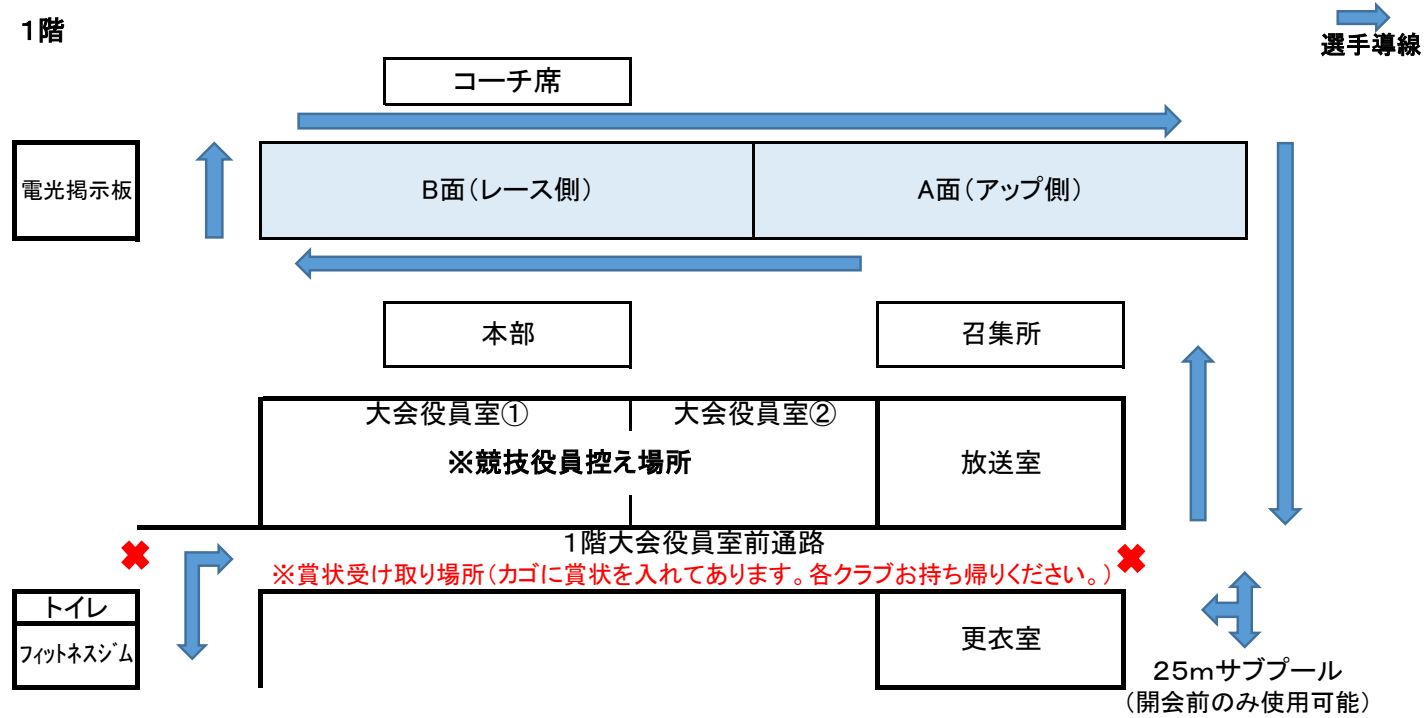 1階
選手導線
コーチ席
電光掲示板
B面(レース側)
A面(アップ側)
本部
召集所
大会役員室①
大会役員室②
※競技役員控え場所
放送室
1階大会役員室前通路
※賞状受け取り場所(カゴに賞状を入れてあります。各クラブお持ち帰りください。)
トイレ
フィットネスジム
更衣室
25mサブプール
(開会前のみ使用可能)